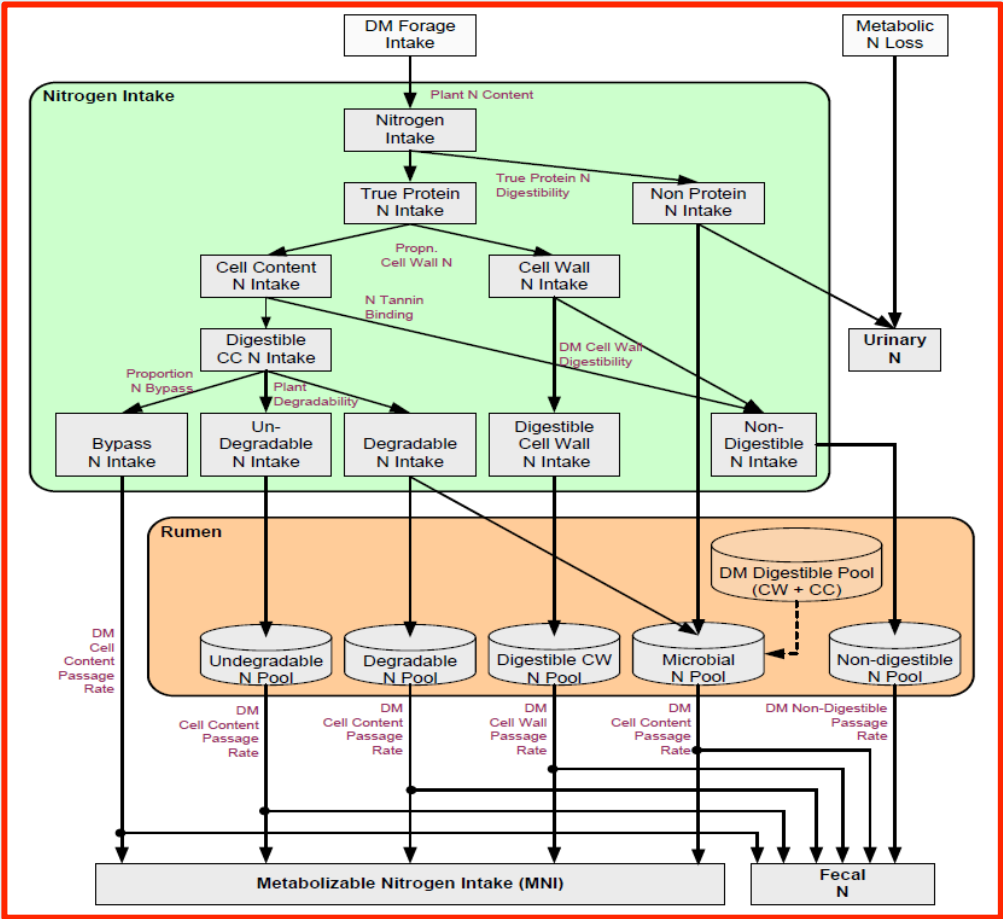 DM Forage
Intake
Metabolic
N Loss
Nitrogen Intake
Plant N Content
Nitrogen
Intake
True Protein N
Digestibility
True Protein
N Intake
Non Protein
N Intake
Propn.
Cell Wall N
Cell Content
N Intake
Cell Wall
N Intake
N Tannin
Binding
Digestible
CC N Intake
DM Cell Wall
Digestibility
Urinary
N
Proportion
N Bypass
Plant
Degradability
Bypass
N Intake
Un-
Degradable
N Intake
Degradable
N Intake
Digestible
Cell Wall
N Intake
Non-
Digestible
N Intake
Rumen
DM Digestible Pool
(CW + CC)
DM
Cell
Content
Passage
Rate
Undegradable
N Pool
Degradable
N Pool
Digestible CW
N Pool
Microbial
N Pool
Non-digestible
N Pool
DM
Cell Content
Passage
Rate
DM
Cell Content
Passage
Rate
DM
Cell Wall
Passage
Rate
DM
Cell Content
Passage
Rate
DM Non-Digestible
Passage
Rate
Metabolizable Nitrogen Intake (MNI)
Fecal
N